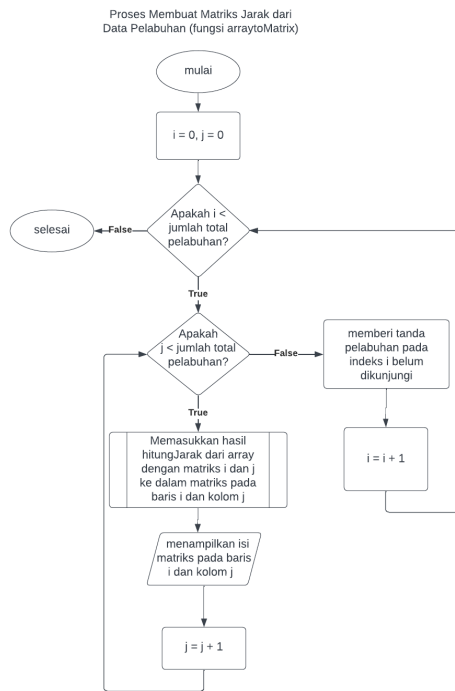 Proses Membuat Matriks Jarak dari
Data Pelabuhan (fungsi arraytoMatrix)
mulai
i = 0, j = 0
Apakah i <
jumlah total
pelabuhan?
False
selesai
True
Apakah
j < jumlah total
pelabuhan?
False
memberi tanda
pelabuhan pada
indeks i belum
dikunjungi
i = i + 1
True
Memasukkan hasil
hitungJarak dari array
dengan matriks i dan j
ke dalam matriks pada
baris i dan kolom j
menampilkan isi
matriks pada baris
i dan kolom j
j = j + 1